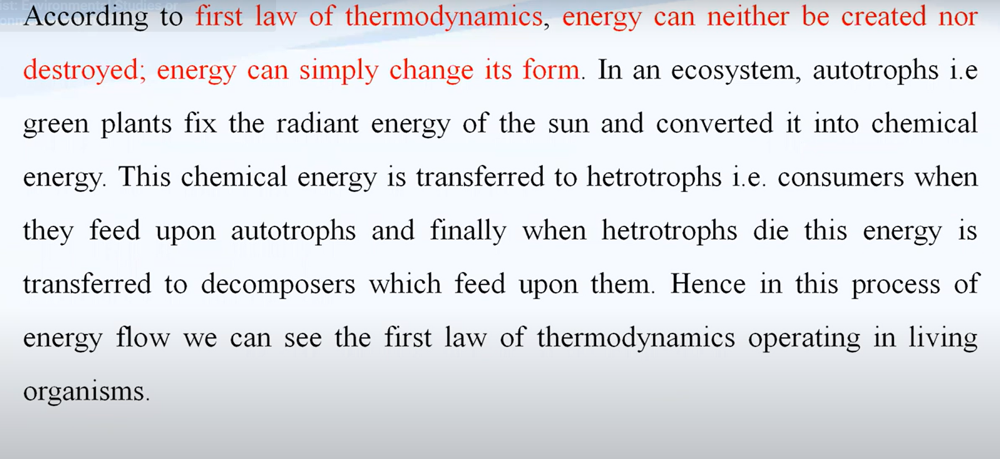 ist: Environmental Studies or
According to first law of thermodynamics, energy can neither be created nor
destroyed; energy can simply change its form. In an ecosystem, autotrophs i.e
green plants fix the radiant energy of the sun and converted it into chemical
energy. This chemical energy is transferred to hetrotrophs i.e. consumers when
they feed upon autotrophs and finally when hetrotrophs die this energy is
transferred to decomposers which feed upon them. Hence in this process of
energy flow we can see the first law of thermodynamics operating in living
organisms.